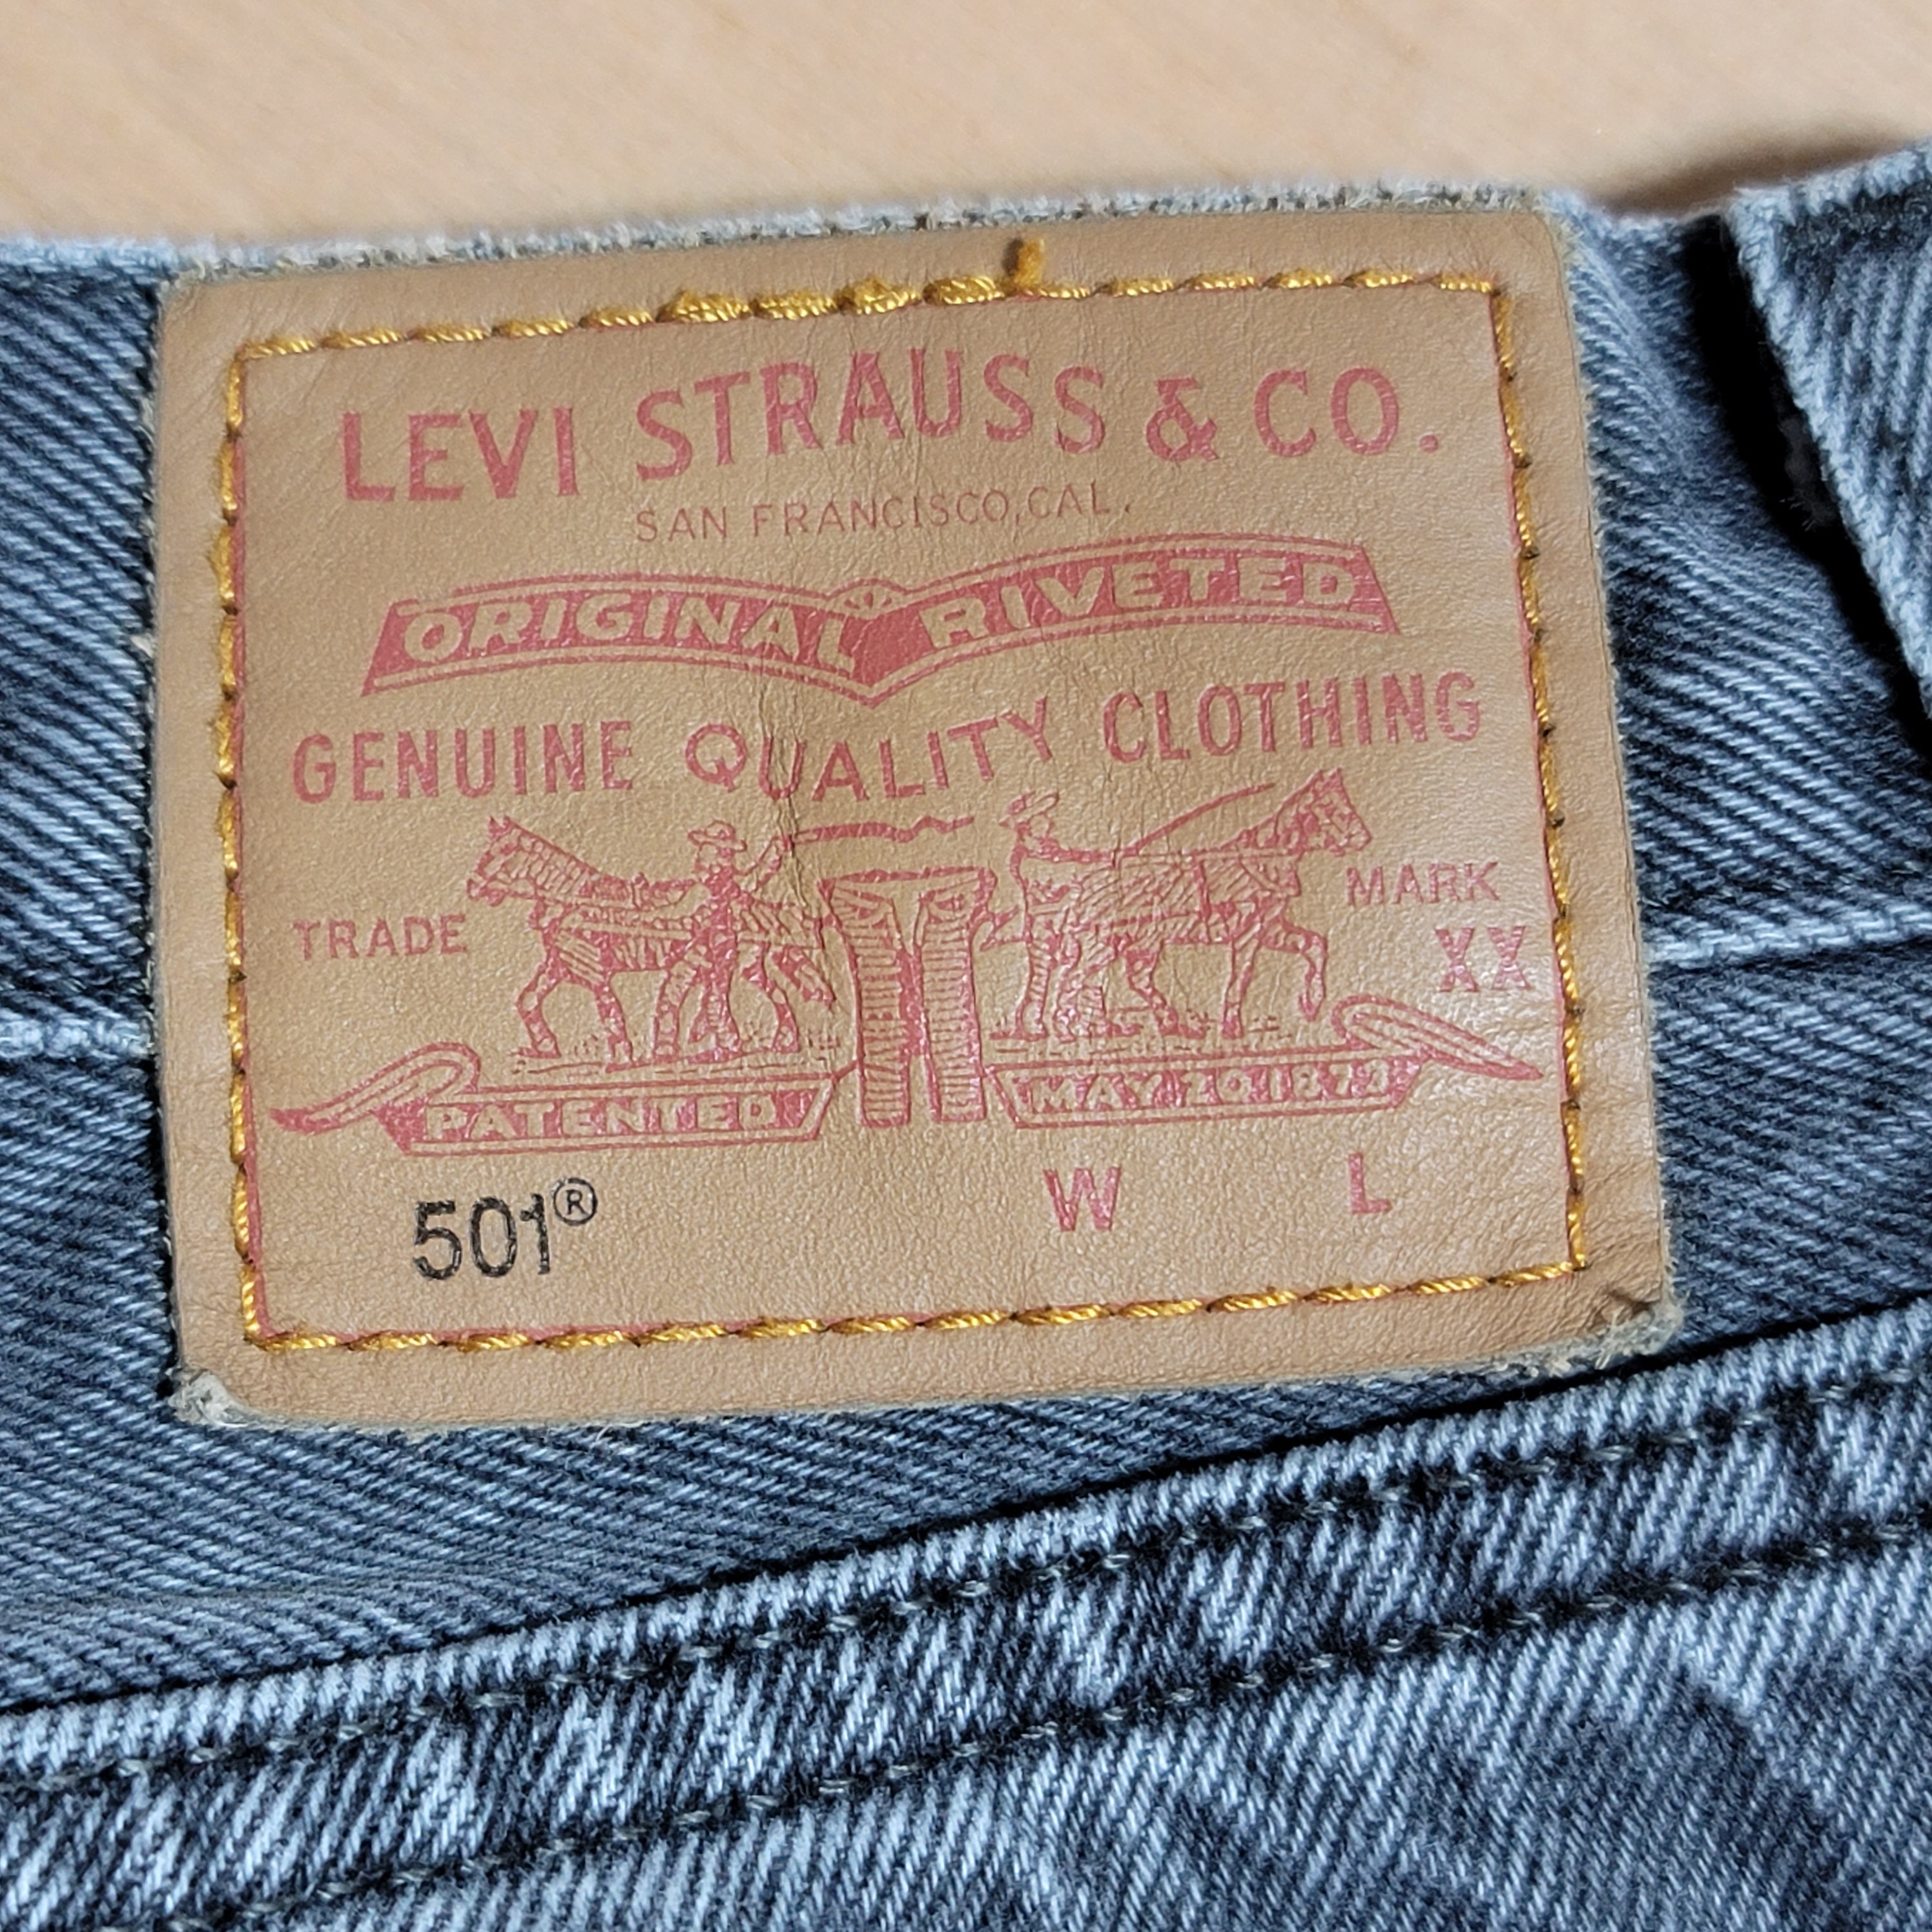 LEVI STRAUSS & CO.
SAN FRANCISCO, CAL.
ORIGINAL RIVETED
GENUINE QUALITY CLOTHING
TRADE MARK
XX
PATENTED MAY 20 1873
501® W L